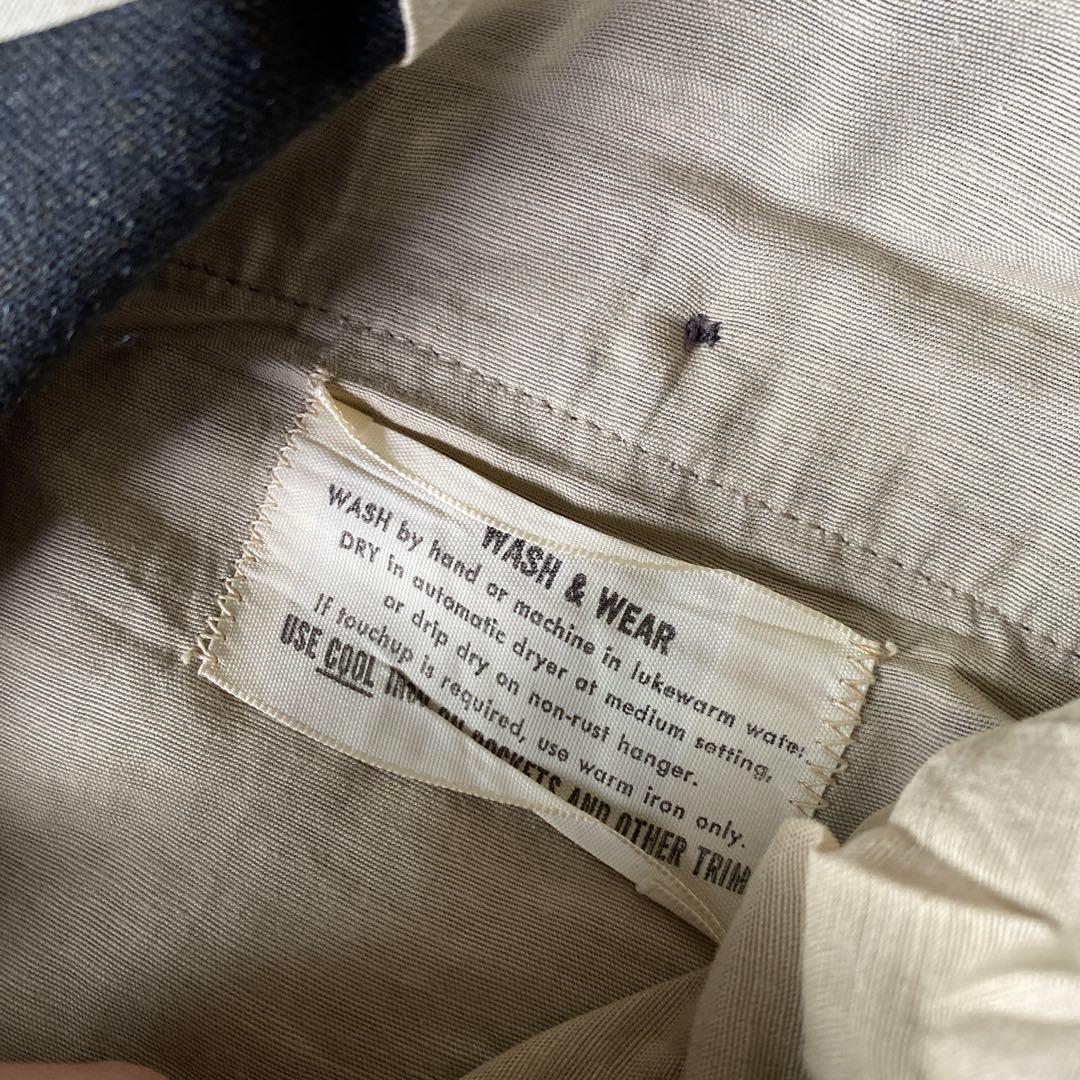 WASH & WEAR
WASH by hand or machine in lukewarm water
DRY in automatic dryer at medium setting,
or drip dry on non-rust hanger.
If touchup is required, use warm iron only.
USE COOL IRON ON POCKETS AND OTHER TRIM